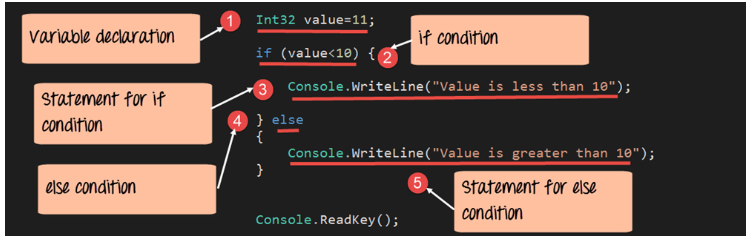 Variable declaration
1
Int32 value=11;
if (value<10) {
2
if condition
Statement for if
condition
3
Console.WriteLine("Value is less than 10");
4
} else
{
else condition
Console.WriteLine("Value is greater than 10");
}
5
Statement for else
condition
Console.ReadKey();